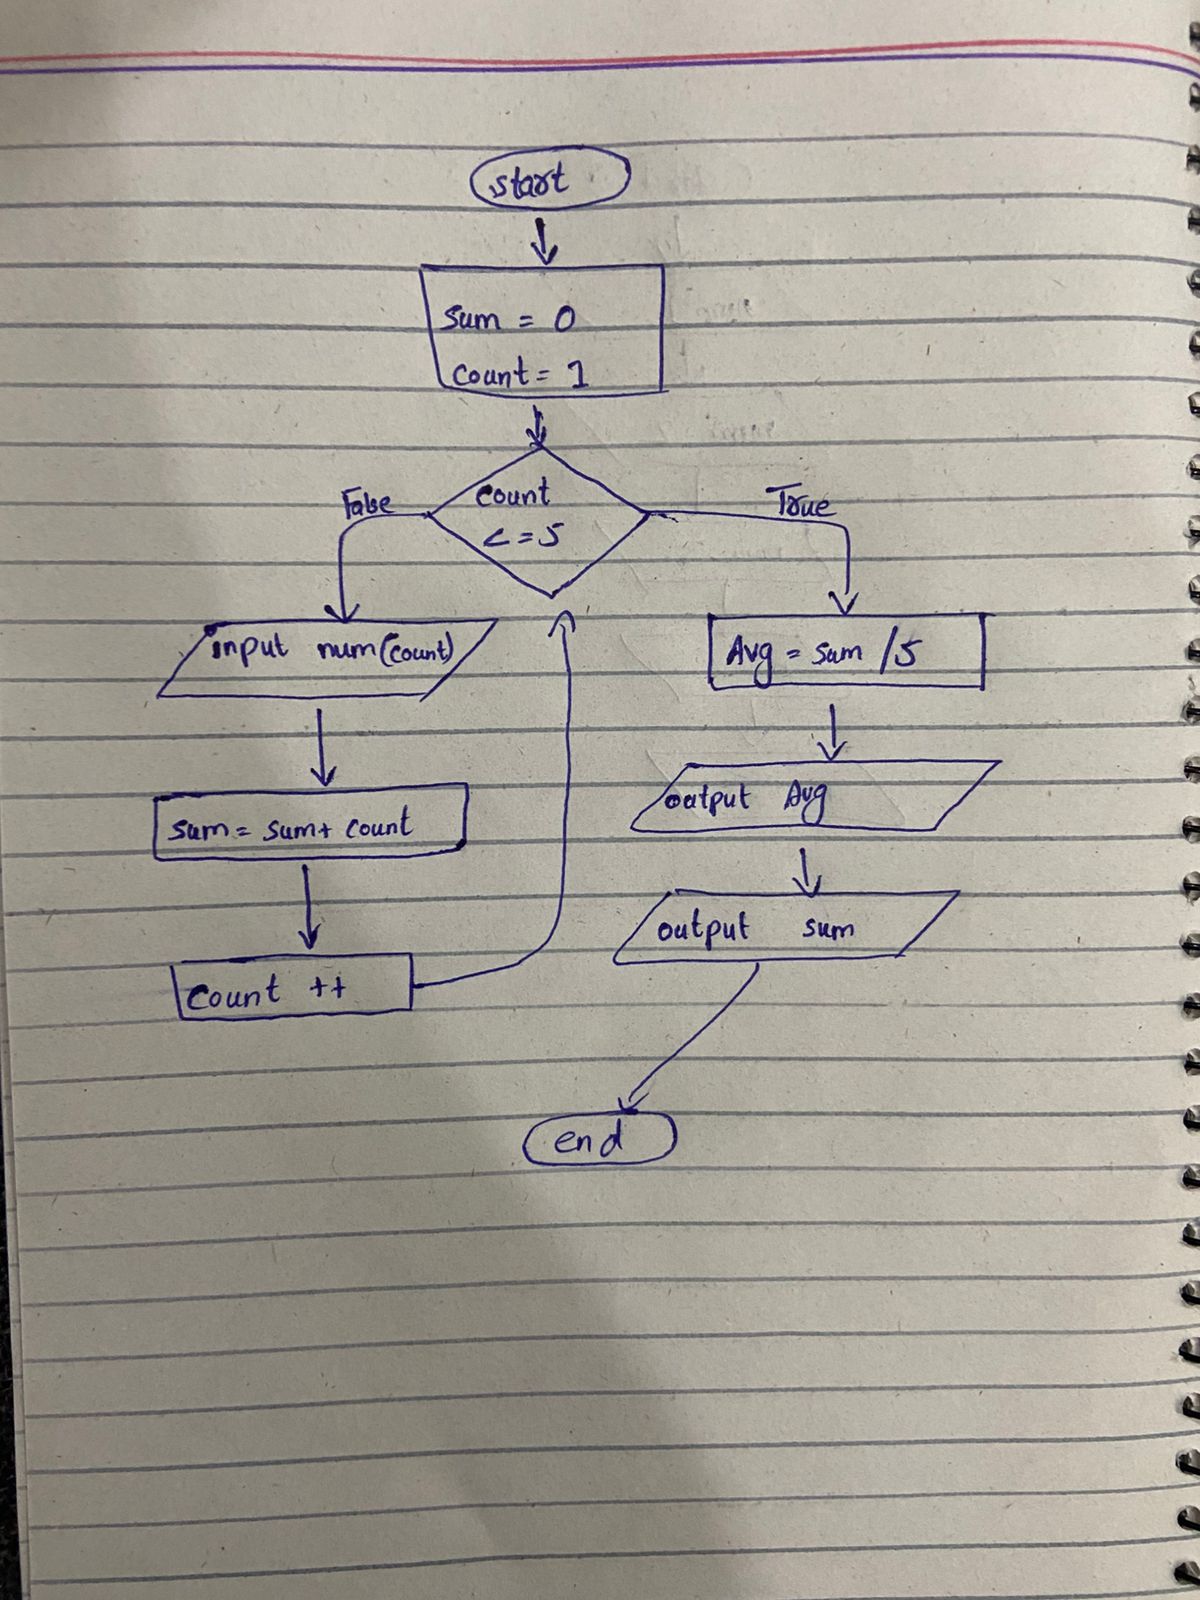 start
sum = 0
count = 1
False
count
<=5
True
input num(count)
Avg = sum /5
sum = sum+ count
output Avg
output sum
Count ++
end